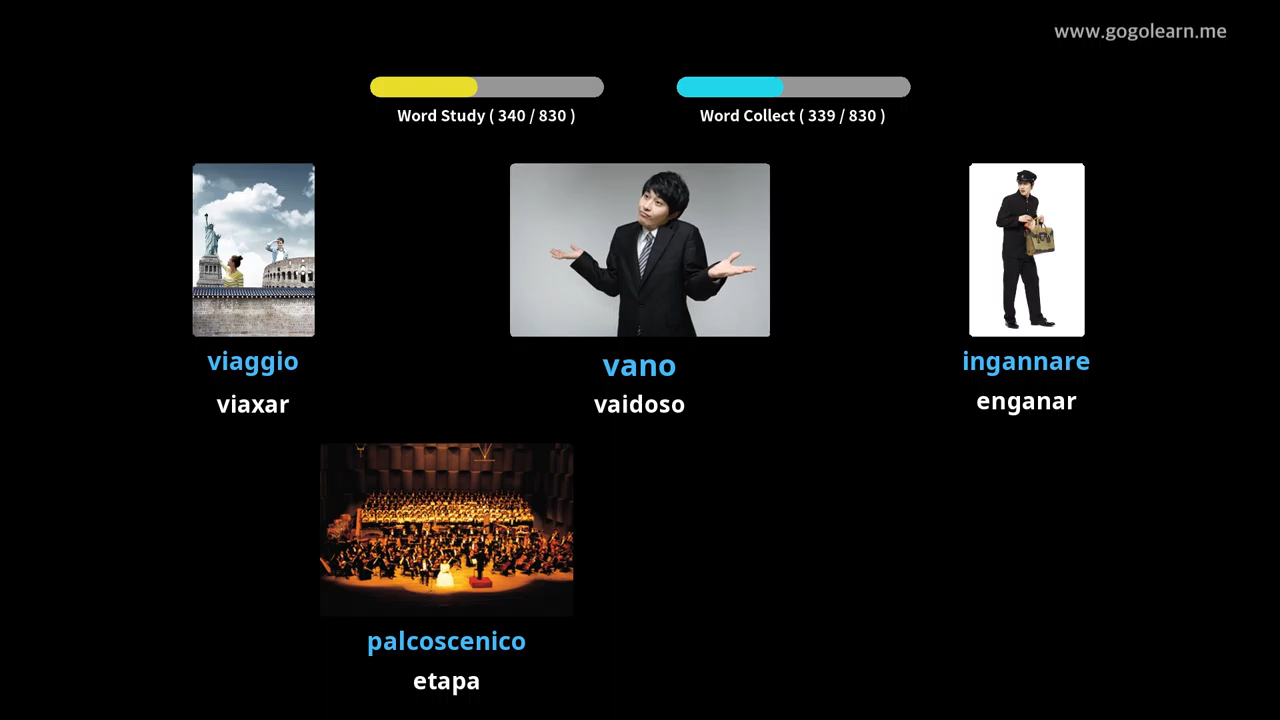 www.gogolearn.me
Word Study ( 340 / 830 )
Word Collect ( 339 / 830 )
viaggio
viaxar
vano
vaidoso
ingannare
enganar
palcoscenico
etapa